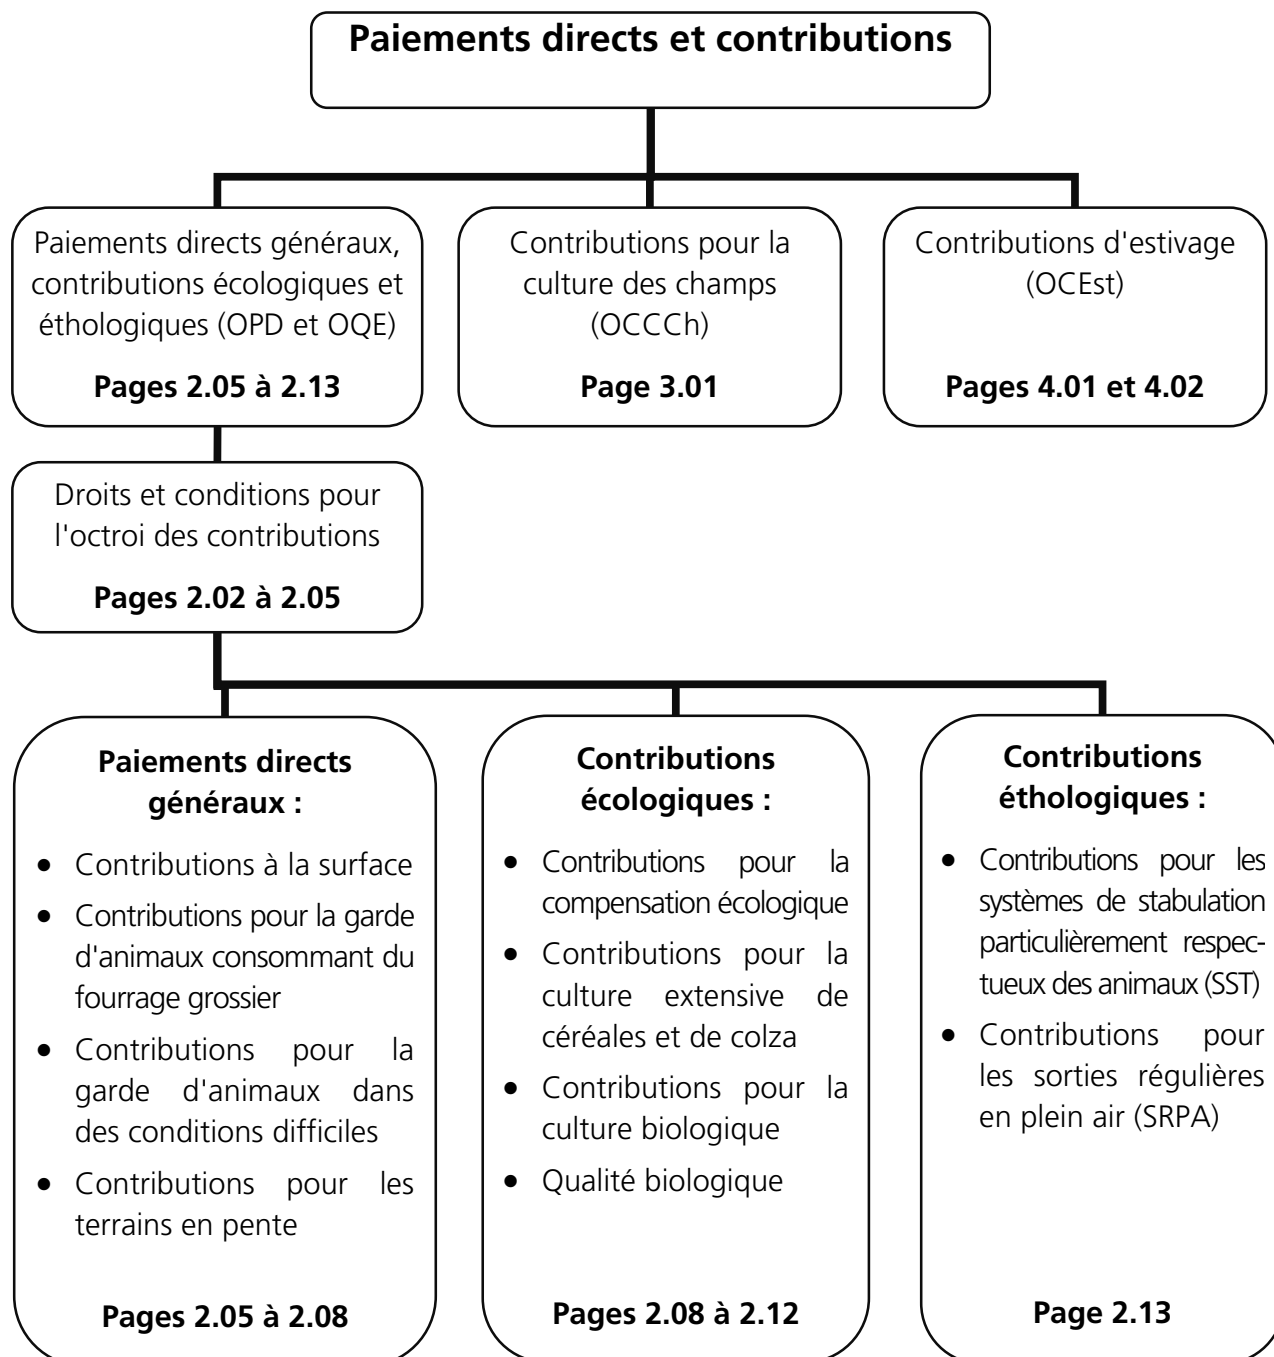 Paiements directs et contributions
Paiements directs généraux,
contributions écologiques et
éthologiques (OPD et OQE)
Pages 2.05 à 2.13
Contributions pour la
culture des champs
(OCCCh)
Page 3.01
Contributions d'estivage
(OCEst)
Pages 4.01 et 4.02
Droits et conditions pour
l'octroi des contributions
Pages 2.02 à 2.05
Paiements directs
généraux :
• Contributions à la surface
• Contributions pour la garde
d'animaux consommant du
fourrage grossier
• Contributions pour la
garde d'animaux dans
des conditions difficiles
• Contributions pour les
terrains en pente
Pages 2.05 à 2.08
Contributions
écologiques :
• Contributions pour la
compensation écologique
• Contributions pour la
culture extensive de
céréales et de colza
• Contributions pour la
culture biologique
• Qualité biologique
Pages 2.08 à 2.12
Contributions
éthologiques :
• Contributions pour les
systèmes de stabulation
particulièrement respec-
tueux des animaux (SST)
• Contributions pour
les sorties régulières
en plein air (SRPA)
Page 2.13